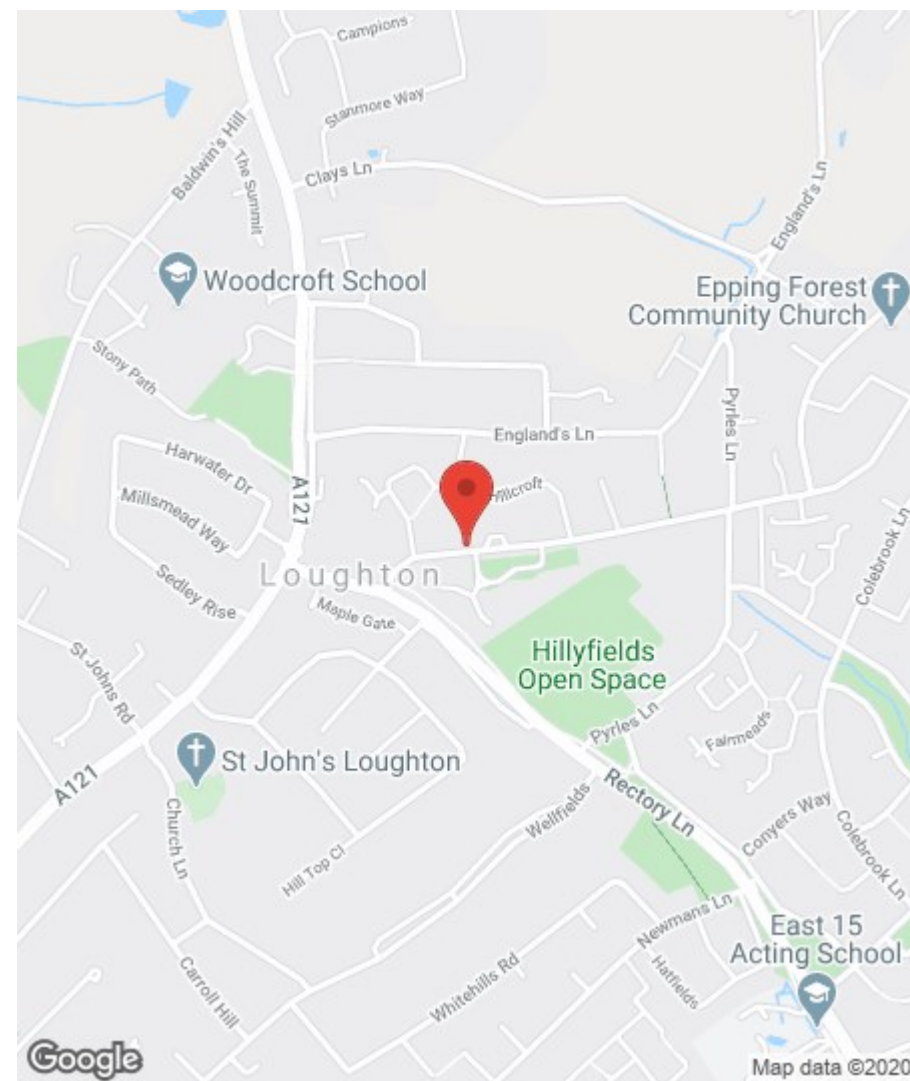 Campions
Stanmore Way
Baldwin's Hill
The Summit
Clays Ln
England's Ln
Woodcroft School
Epping Forest
Community Church
Stony Path
Pyrles Ln
England's Ln
Harwater Dr
Hillcroft
A121
Millsmead Way
Colebrook Ln
Loughton
Sedley Rise
Maple Gate
Hillyfields
Open Space
St Johns Rd
Pyrles Ln
Fairmeads
St John's Loughton
A121
Rectory Ln
Church Ln
Wellfields
Conyers Way
Colebrook Ln
Hill Top Cl
Newmans Ln
East 15
Acting School
Carroll Hill
Whitehills Rd
Hatfields
Google
Map data ©2020